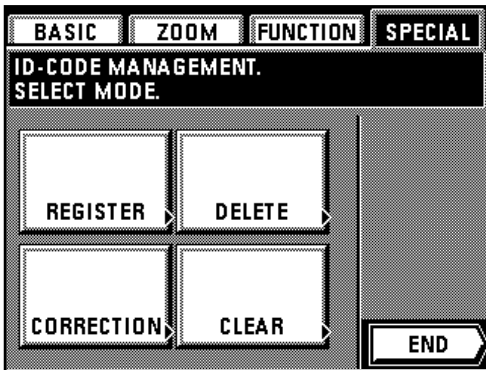 BASIC ZOOM FUNCTION SPECIAL
ID-CODE MANAGEMENT.
SELECT MODE.
REGISTER DELETE
CORRECTION CLEAR
END